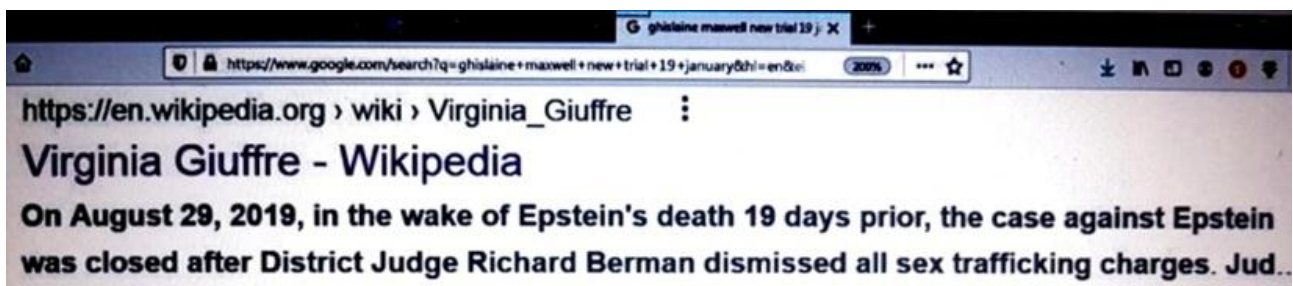 G ghislaine maxwell new trial 19 j X +
https://www.google.com/search?q=ghislaine+maxwell+new+trial+19+january&hl=en&ei 200% ...
https://en.wikipedia.org › wiki › Virginia_Giuffre
Virginia Giuffre - Wikipedia
On August 29, 2019, in the wake of Epstein's death 19 days prior, the case against Epstein
was closed after District Judge Richard Berman dismissed all sex trafficking charges. Jud..